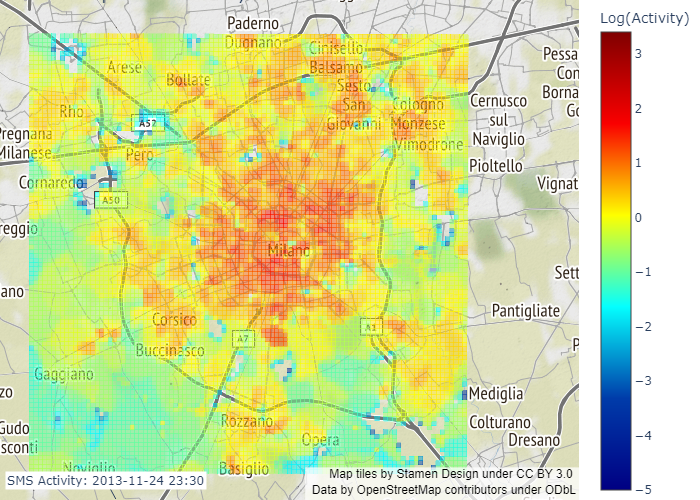 Log(Activity)
3
2
1
0
−1
−2
−3
−4
−5
Paderno
Dugnano
Cinisello
Balsamo
Arese
Bollate
Sesto
San
Giovanni
Rho
Cologno
Monzese
Vimodrone
Cernusco
sul
Naviglio
Pessa
Con
Borna
Go
A57
Pregnana
Milanese
Pero
Pioltello
Cornaredo
Vignat
A50
reggio
Milano
Sett
ano
Pantigliate
Corsico
A7
A1
Buccinasco
P
Gaggiano
zo
Mediglia
Rozzano
Colturano
Gudo
sconti
Opera
Dresano
Noviglio
Basiglio
SMS Activity: 2013-11-24 23:30
Map tiles by Stamen Design under CC BY 3.0
Data by OpenStreetMap contributors under ODbL